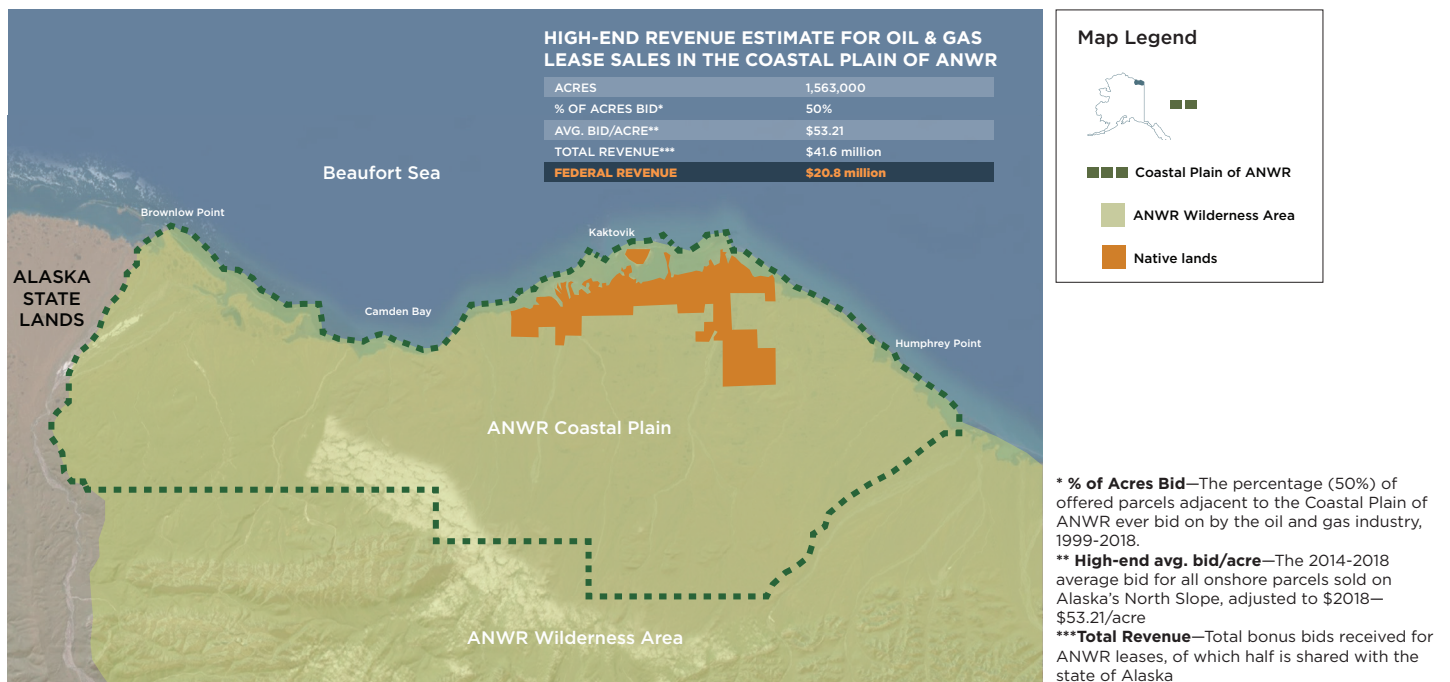 HIGH-END REVENUE ESTIMATE FOR OIL & GAS
LEASE SALES IN THE COASTAL PLAIN OF ANWR
ACRES 1,563,000
% OF ACRES BID* 50%
AVG. BID/ACRE** $53.21
TOTAL REVENUE*** $41.6 million
FEDERAL REVENUE $20.8 million
Beaufort Sea
Brownlow Point
Kaktovik
ALASKA
STATE
LANDS
Camden Bay
Humphrey Point
ANWR Coastal Plain
ANWR Wilderness Area
Map Legend
Coastal Plain of ANWR
ANWR Wilderness Area
Native lands
* % of Acres Bid—The percentage (50%) of
offered parcels adjacent to the Coastal Plain of
ANWR ever bid on by the oil and gas industry,
1999-2018.
** High-end avg. bid/acre—The 2014-2018
average bid for all onshore parcels sold on
Alaska's North Slope, adjusted to $2018—
$53.21/acre
***Total Revenue—Total bonus bids received for
ANWR leases, of which half is shared with the
state of Alaska